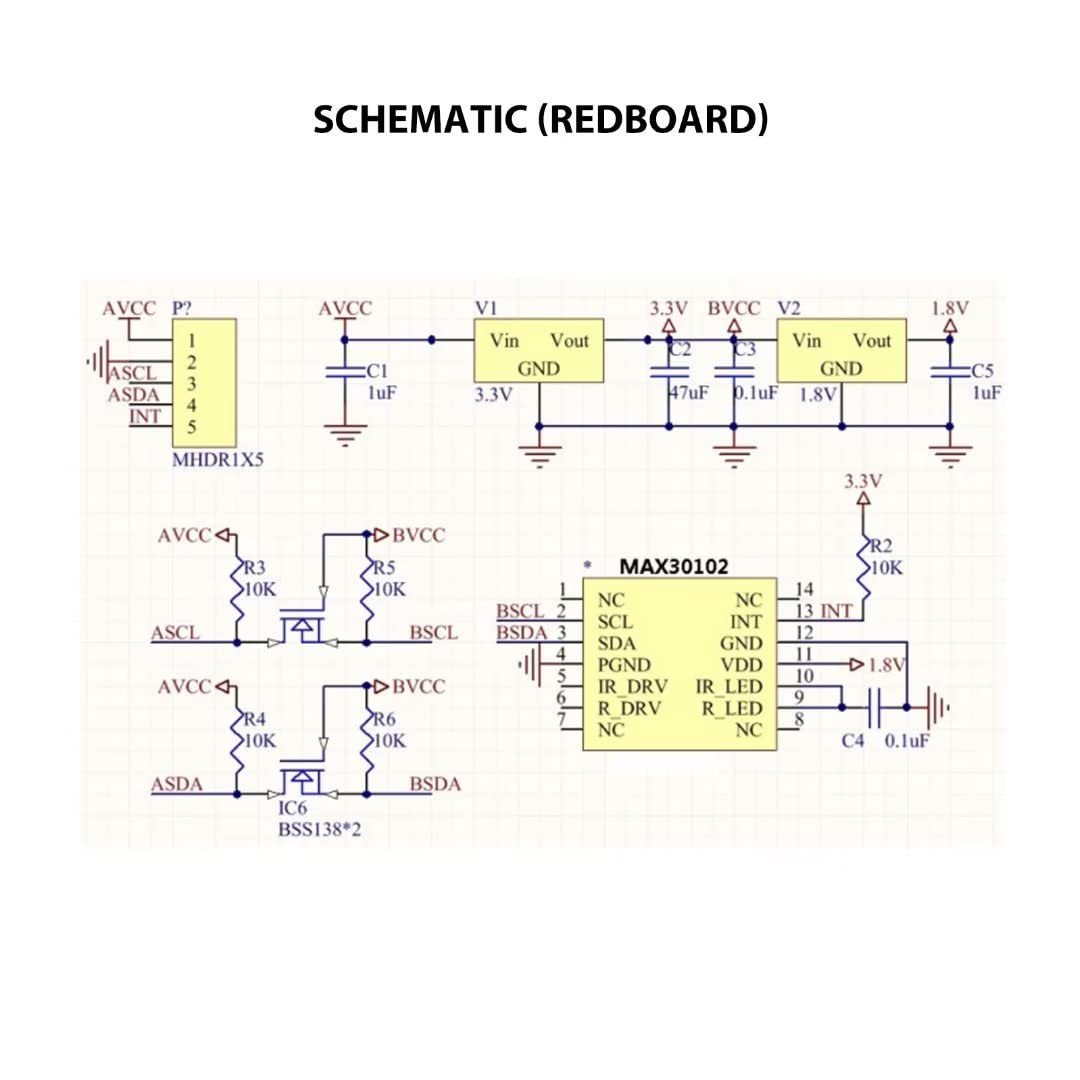 SCHEMATIC (REDBOARD)
AVCC P?
1
2
ASCL 3
ASDA 4
INT 5
MHDR1X5
AVCC
C1
1uF
V1
Vin Vout
GND
3.3V
3.3V BVCC
C2 C3
47uF 0.1uF
V2
Vin Vout
GND
1.8V
1.8V
C5
1uF
AVCC BVCC
R3 R5
10K 10K
ASCL BSCL
AVCC BVCC
R4 R6
10K 10K
ASDA BSDA
IC6
BSS138*2
3.3V
R2
10K
* MAX30102
1 NC NC 14
BSCL 2 SCL INT 13 INT
BSDA 3 SDA GND 12
4 PGND VDD 11 1.8V
5 IR_DRV IR_LED 10
6 R_DRV R_LED 9
7 NC NC 8
C4 0.1uF